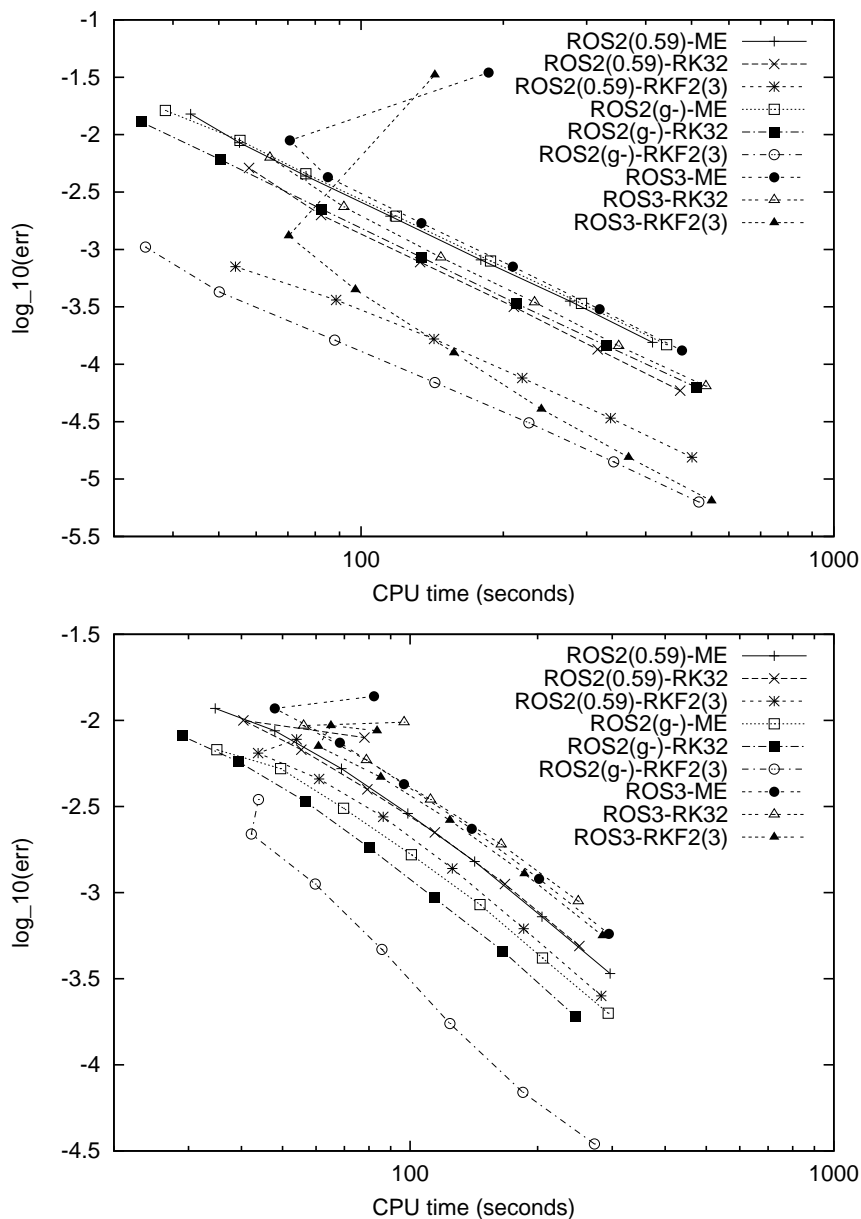 -1
-1.5
-2
-2.5
-3
-3.5
-4
-4.5
-5
-5.5
log_10(err)
100
1000
CPU time (seconds)
ROS2(0.59)-ME
ROS2(0.59)-RK32
ROS2(0.59)-RKF2(3)
ROS2(g-)-ME
ROS2(g-)-RK32
ROS2(g-)-RKF2(3)
ROS3-ME
ROS3-RK32
ROS3-RKF2(3)
-1.5
-2
-2.5
-3
-3.5
-4
-4.5
log_10(err)
100
1000
CPU time (seconds)
ROS2(0.59)-ME
ROS2(0.59)-RK32
ROS2(0.59)-RKF2(3)
ROS2(g-)-ME
ROS2(g-)-RK32
ROS2(g-)-RKF2(3)
ROS3-ME
ROS3-RK32
ROS3-RKF2(3)